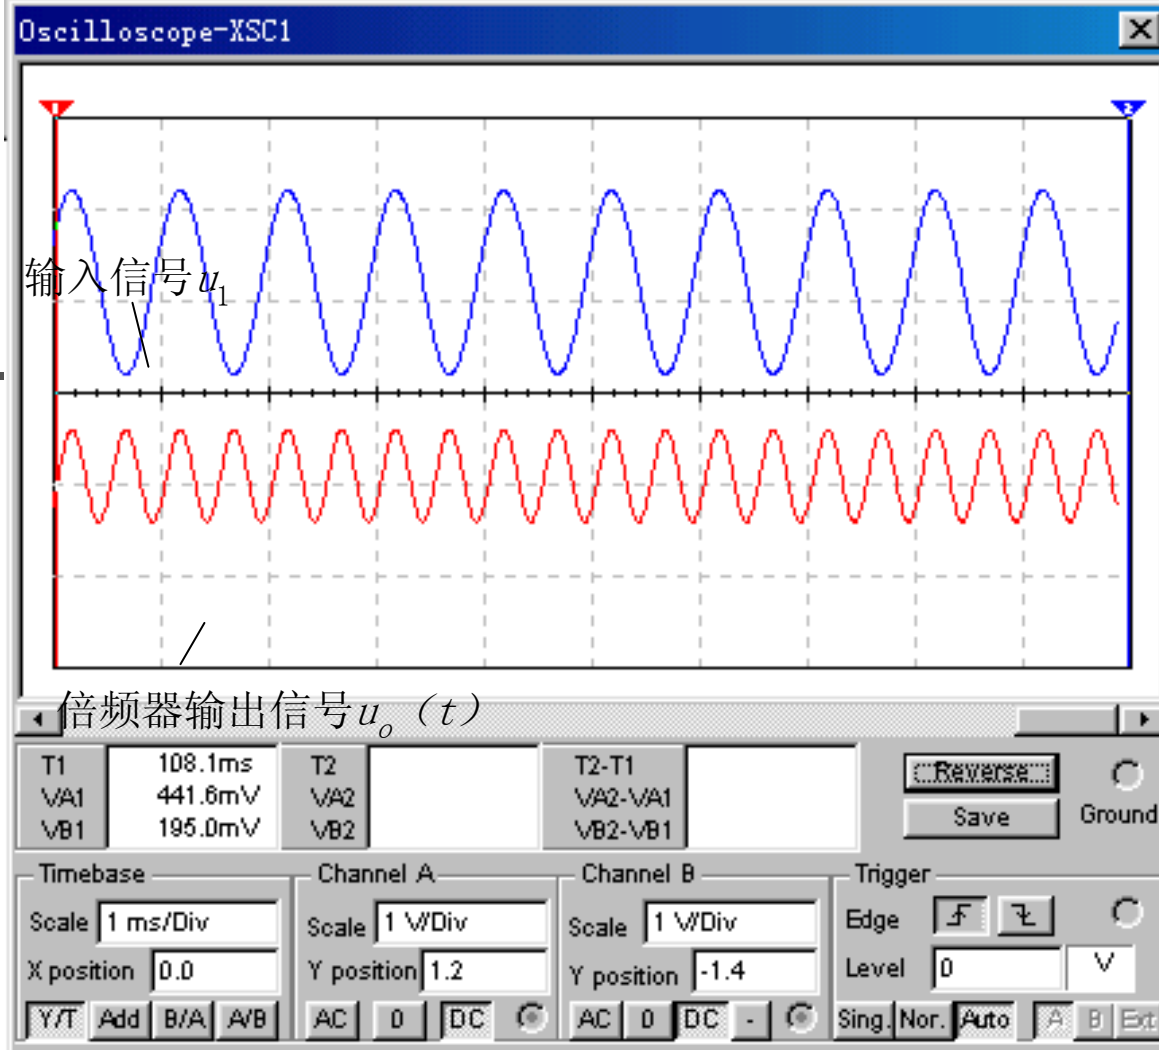 Oscilloscope-XSC1
1
2
输入信号u1
倍频器输出信号uo（t）
T1 108.1ms T2 T2-T1 Reverse
VA1 441.6mV VA2 VA2-VA1 Ground
VB1 195.0mV VB2 VB2-VB1 Save
Timebase Channel A Channel B Trigger
Scale 1 ms/Div Scale 1 V/Div Scale 1 V/Div Edge
X position 0.0 Y position 1.2 Y position -1.4 Level 0 V
Y/T Add B/A A/B AC 0 DC AC 0 DC - Sing. Nor. Auto A B Ext